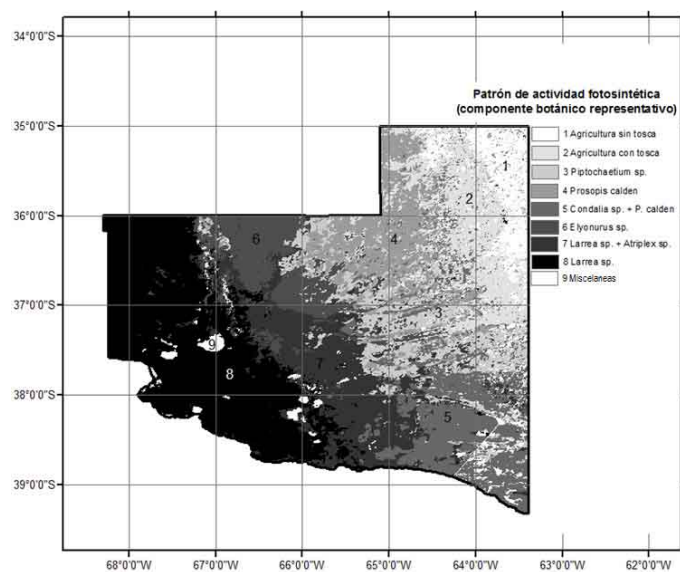 34°0'0"S
35°0'0"S
36°0'0"S
37°0'0"S
38°0'0"S
39°0'0"S
Patrón de actividad fotosintética
(componente botánico representativo)
1 Agricultura sin tosca
2 Agricultura con tosca
3 Piptochaetium sp.
4 Prosopis calden
5 Condalia sp. + P. calden
6 Elyonurus sp.
7 Larrea sp. + Atriplex sp.
8 Larrea sp.
9 Miscelaneas
1
2
6
4
3
9
7
8
5
68°0'0"W
67°0'0"W
66°0'0"W
65°0'0"W
64°0'0"W
63°0'0"W
62°0'0"W